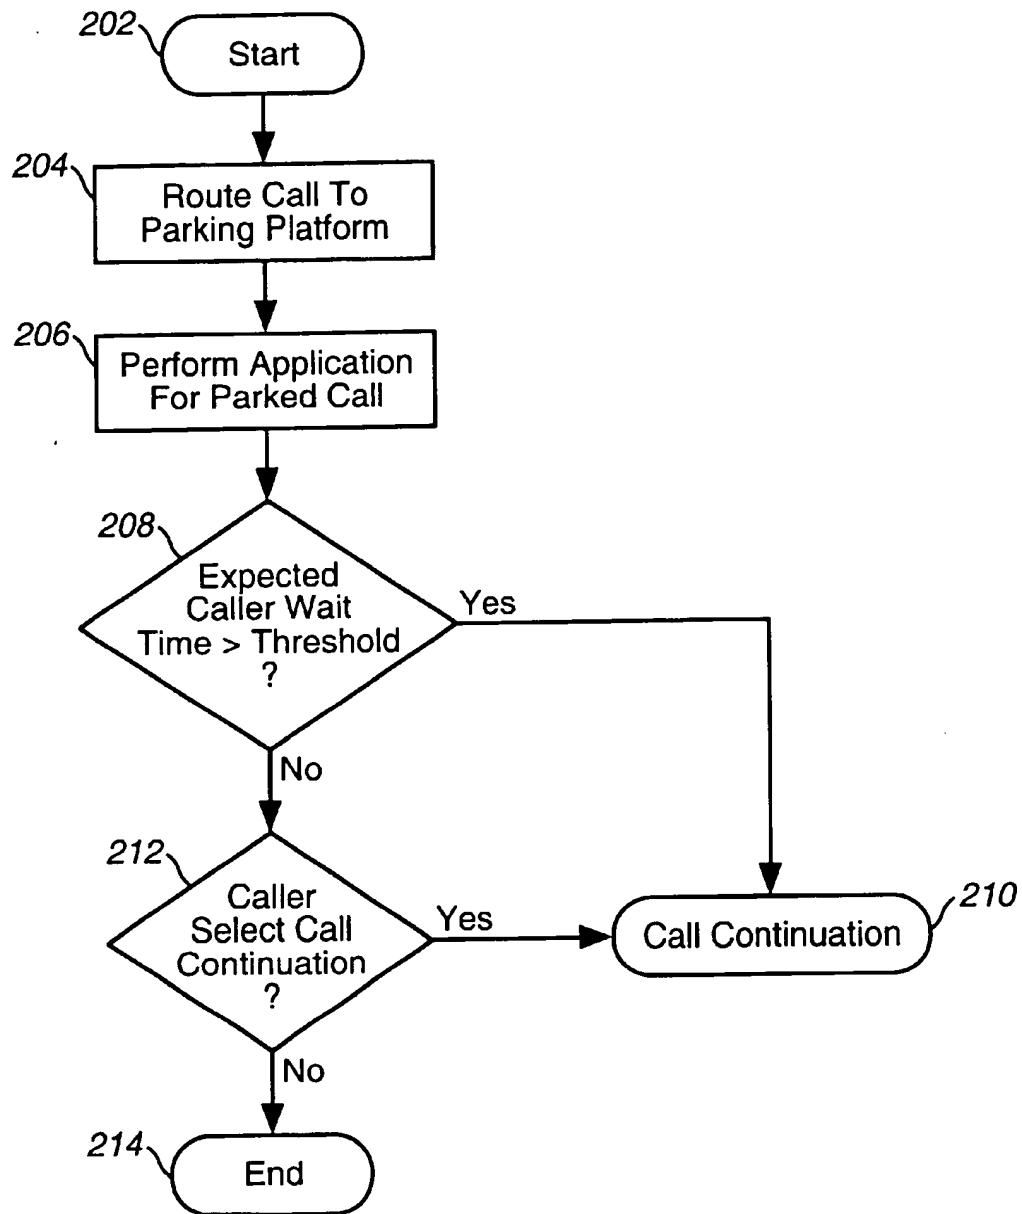 202
Start
204
Route Call To
Parking Platform
206
Perform Application
For Parked Call
208
Expected
Caller Wait
Time > Threshold
?
Yes
No
212
Caller
Select Call
Continuation
?
Yes
Call Continuation
210
No
214
End